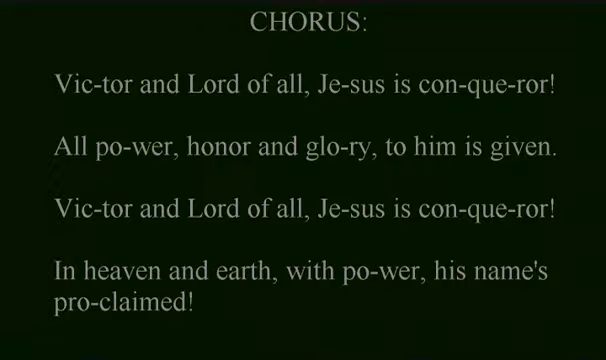 CHORUS:
Vic-tor and Lord of all, Je-sus is con-que-ror!
All po-wer, honor and glo-ry, to him is given.
Vic-tor and Lord of all, Je-sus is con-que-ror!
In heaven and earth, with po-wer, his name's
pro-claimed!